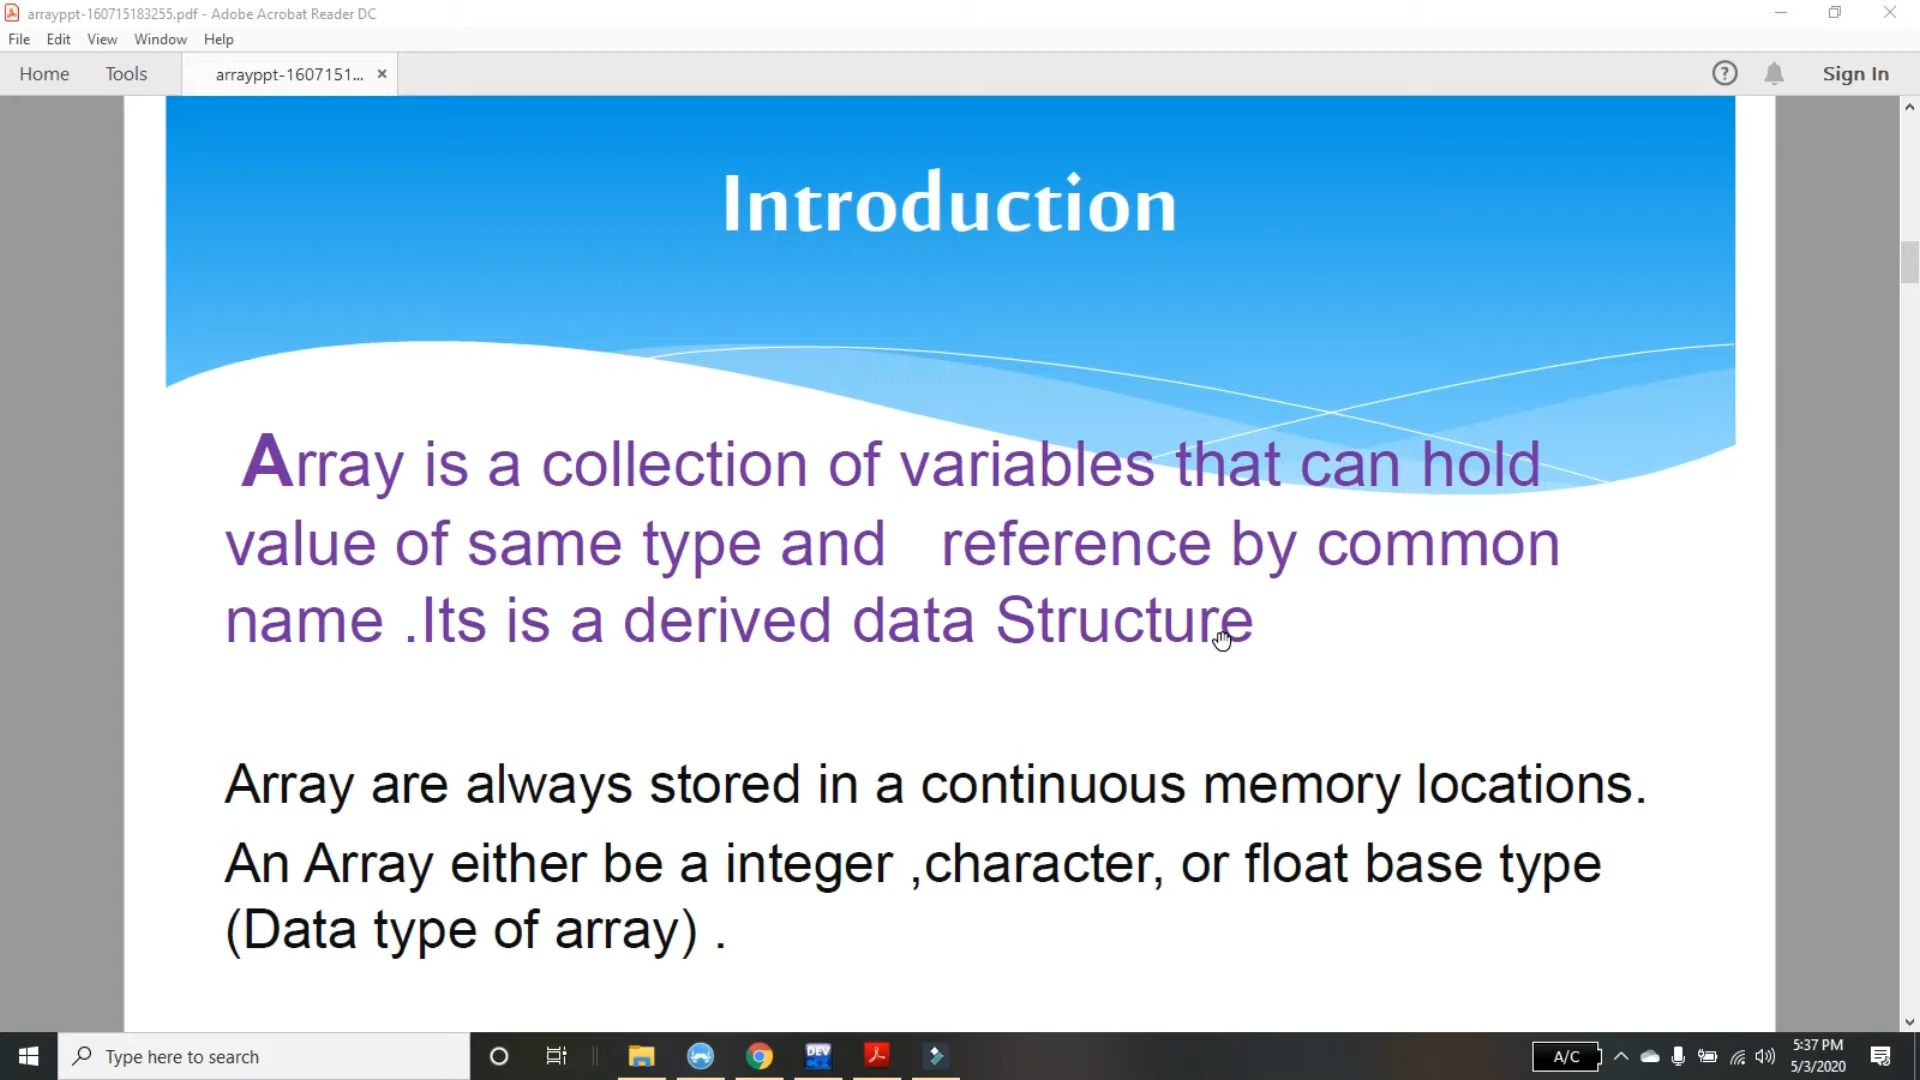 arrayppt-160715183255.pdf - Adobe Acrobat Reader DC
File Edit View Window Help
Home Tools arrayppt-1607151... × Sign In
Introduction
Array is a collection of variables that can hold
value of same type and reference by common
name .Its is a derived data Structure
Array are always stored in a continuous memory locations.
An Array either be a integer ,character, or float base type
(Data type of array) .
Type here to search DEV A/C 5:37 PM
5/3/2020